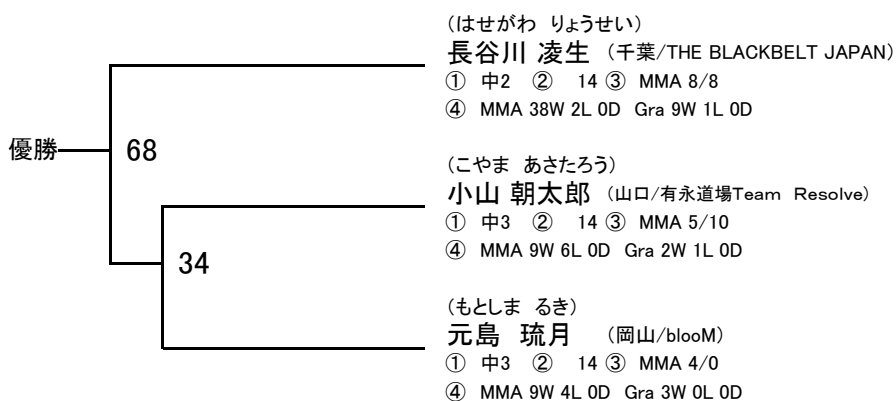 (はせがわ りょうせい)
長谷川 凌生 (千葉/THE BLACKBELT JAPAN)
① 中2 ② 14 ③ MMA 8/8
④ MMA 38W 2L 0D Gra 9W 1L 0D
優勝
68
(こやま あさたろう)
小山 朝太郎 (山口/有永道場Team Resolve)
① 中3 ② 14 ③ MMA 5/10
④ MMA 9W 6L 0D Gra 2W 1L 0D
34
(もとしま るき)
元島 琉月 (岡山/blooM)
① 中3 ② 14 ③ MMA 4/0
④ MMA 9W 4L 0D Gra 3W 0L 0D